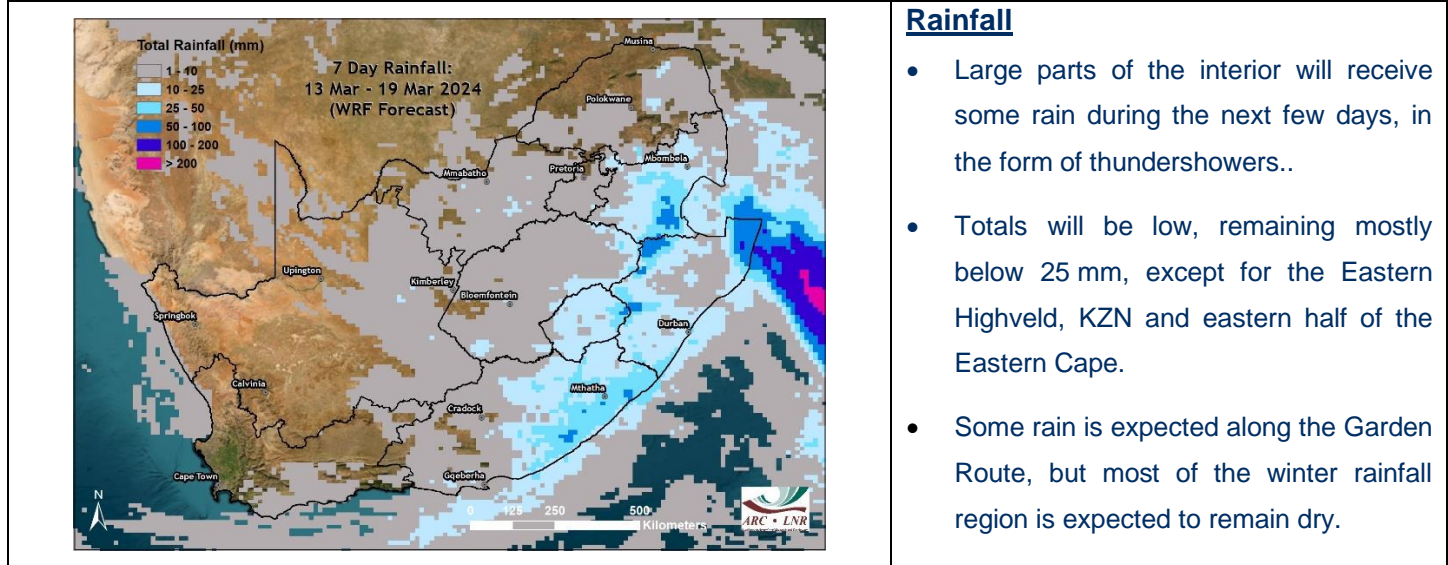 Total Rainfall (mm)
1 - 10
10 - 25
25 - 50
50 - 100
100 - 200
> 200
7 Day Rainfall:
13 Mar - 19 Mar 2024
(WRF Forecast)
Musina
Polokwane
Mbombela
Pretoria
Mmabatho
Upington
Kimberley
Bloemfontein
Springbok
Durban
Calvinia
Mthatha
Cradock
Cape Town
Gqeberha
N
0 125 250 500
Kilometers
ARC • LNR
Rainfall
• Large parts of the interior will receive
some rain during the next few days, in
the form of thundershowers..
• Totals will be low, remaining mostly
below 25 mm, except for the Eastern
Highveld, KZN and eastern half of the
Eastern Cape.
• Some rain is expected along the Garden
Route, but most of the winter rainfall
region is expected to remain dry.